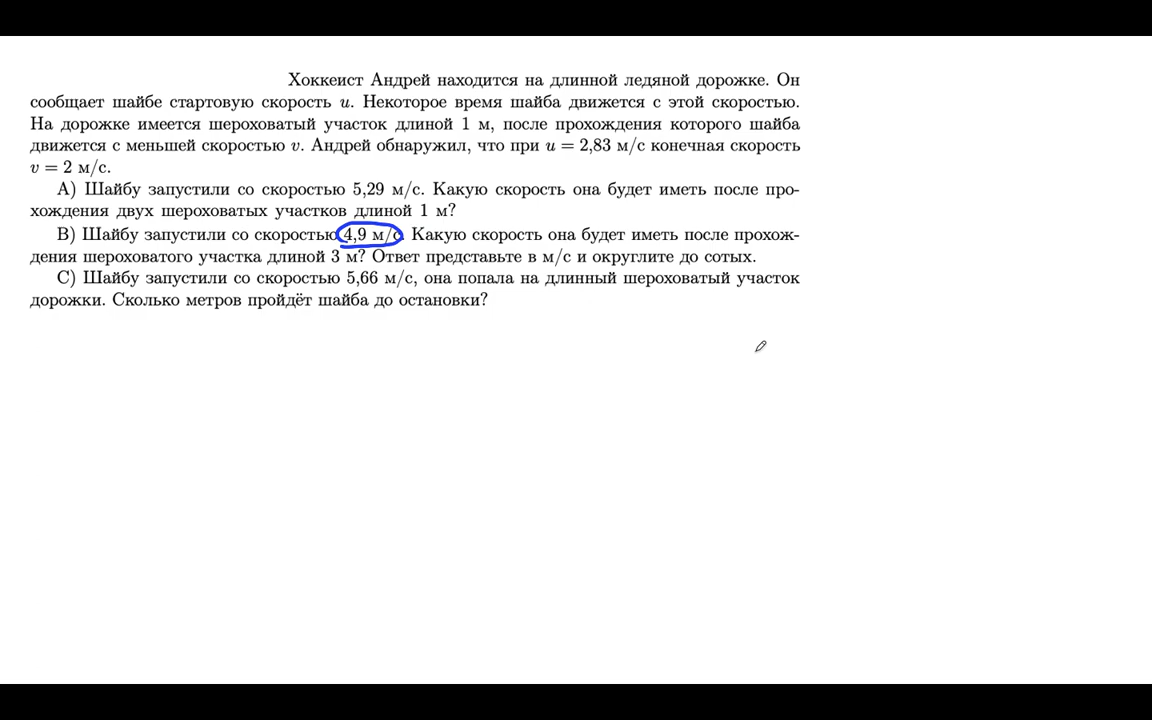 Хоккеист Андрей находится на длинной ледяной дорожке. Он
сообщает шайбе стартовую скорость u. Некоторое время шайба движется с этой скоростью.
На дорожке имеется шероховатый участок длиной 1 м, после прохождения которого шайба
движется с меньшей скоростью v. Андрей обнаружил, что при u = 2,83 м/с конечная скорость
v = 2 м/с.
A) Шайбу запустили со скоростью 5,29 м/с. Какую скорость она будет иметь после про-
хождения двух шероховатых участков длиной 1 м?
B) Шайбу запустили со скоростью 4,9 м/с. Какую скорость она будет иметь после прохож-
дения шероховатого участка длиной 3 м? Ответ представьте в м/с и округлите до сотых.
C) Шайбу запустили со скоростью 5,66 м/с, она попала на длинный шероховатый участок
дорожки. Сколько метров пройдёт шайба до остановки?